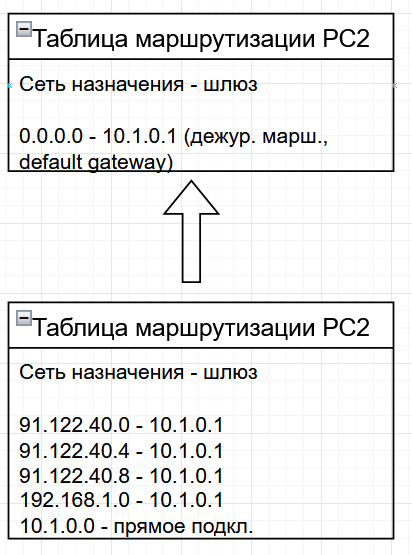 Таблица маршрутизации PC2
Сеть назначения - шлюз
0.0.0.0 - 10.1.0.1 (дежур. марш.,
default gateway)
Таблица маршрутизации PC2
Сеть назначения - шлюз
91.122.40.0 - 10.1.0.1
91.122.40.4 - 10.1.0.1
91.122.40.8 - 10.1.0.1
192.168.1.0 - 10.1.0.1
10.1.0.0 - прямое подкл.